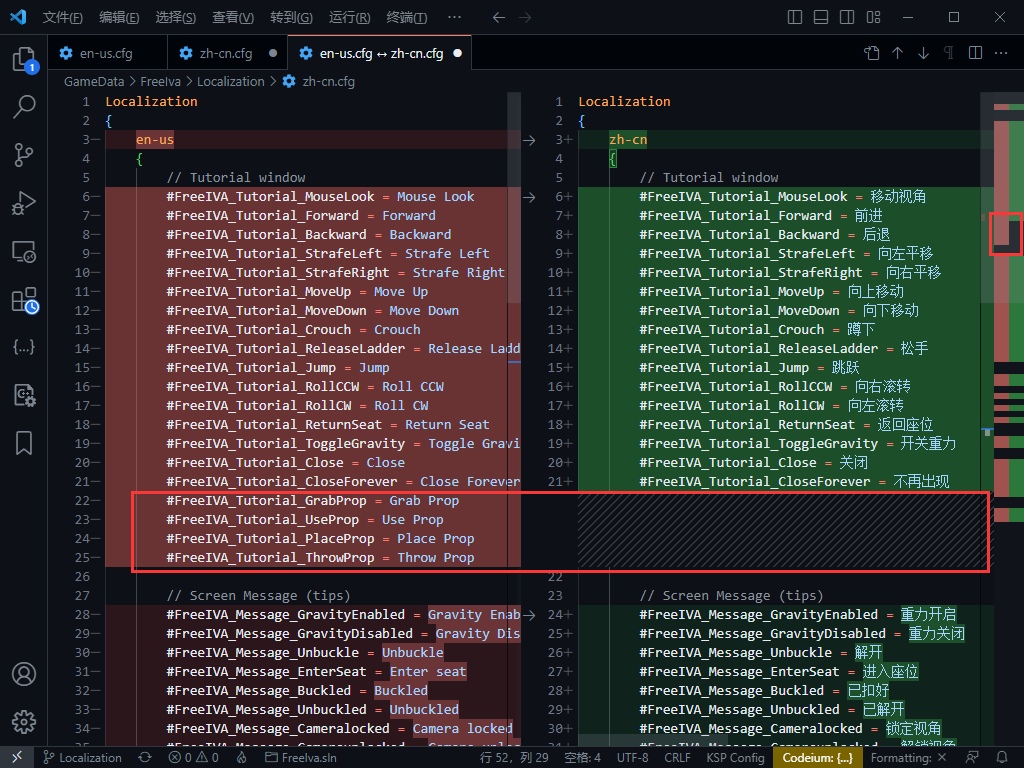 文件(F) 编辑(E) 选择(S) 查看(V) 转到(G) 运行(R) 终端(T) ···
en-us.cfg zh-cn.cfg en-us.cfg ↔ zh-cn.cfg
GameData > FreeIva > Localization > zh-cn.cfg
1 Localization
2 {
3− en-us
4 {
5 // Tutorial window
6− #FreeIVA_Tutorial_MouseLook = Mouse Look
7− #FreeIVA_Tutorial_Forward = Forward
8− #FreeIVA_Tutorial_Backward = Backward
9− #FreeIVA_Tutorial_StrafeLeft = Strafe Left
10− #FreeIVA_Tutorial_StrafeRight = Strafe Right
11− #FreeIVA_Tutorial_MoveUp = Move Up
12− #FreeIVA_Tutorial_MoveDown = Move Down
13− #FreeIVA_Tutorial_Crouch = Crouch
14− #FreeIVA_Tutorial_ReleaseLadder = Release Ladd
15− #FreeIVA_Tutorial_Jump = Jump
16− #FreeIVA_Tutorial_RollCCW = Roll CCW
17− #FreeIVA_Tutorial_RollCW = Roll CW
18− #FreeIVA_Tutorial_ReturnSeat = Return Seat
19− #FreeIVA_Tutorial_ToggleGravity = Toggle Gravi
20− #FreeIVA_Tutorial_Close = Close
21− #FreeIVA_Tutorial_CloseForever = Close Forever
22− #FreeIVA_Tutorial_GrabProp = Grab Prop
23− #FreeIVA_Tutorial_UseProp = Use Prop
24− #FreeIVA_Tutorial_PlaceProp = Place Prop
25− #FreeIVA_Tutorial_ThrowProp = Throw Prop
26
27 // Screen Message (tips)
28− #FreeIVA_Message_GravityEnabled = Gravity Enab
29− #FreeIVA_Message_GravityDisabled = Gravity Dis
30− #FreeIVA_Message_Unbuckle = Unbuckle
31− #FreeIVA_Message_EnterSeat = Enter seat
32− #FreeIVA_Message_Buckled = Buckled
33− #FreeIVA_Message_Unbuckled = Unbuckled
34− #FreeIVA_Message_Cameralocked = Camera locked
1 Localization
2 {
3+ zh-cn
4 {
5 // Tutorial window
6+ #FreeIVA_Tutorial_MouseLook = 移动视角
7+ #FreeIVA_Tutorial_Forward = 前进
8+ #FreeIVA_Tutorial_Backward = 后退
9+ #FreeIVA_Tutorial_StrafeLeft = 向左平移
10+ #FreeIVA_Tutorial_StrafeRight = 向右平移
11+ #FreeIVA_Tutorial_MoveUp = 向上移动
12+ #FreeIVA_Tutorial_MoveDown = 向下移动
13+ #FreeIVA_Tutorial_Crouch = 蹲下
14+ #FreeIVA_Tutorial_ReleaseLadder = 松手
15+ #FreeIVA_Tutorial_Jump = 跳跃
16+ #FreeIVA_Tutorial_RollCCW = 向右滚转
17+ #FreeIVA_Tutorial_RollCW = 向左滚转
18+ #FreeIVA_Tutorial_ReturnSeat = 返回座位
19+ #FreeIVA_Tutorial_ToggleGravity = 开关重力
20+ #FreeIVA_Tutorial_Close = 关闭
21+ #FreeIVA_Tutorial_CloseForever = 不再出现
22
23 // Screen Message (tips)
24+ #FreeIVA_Message_GravityEnabled = 重力开启
25+ #FreeIVA_Message_GravityDisabled = 重力关闭
26+ #FreeIVA_Message_Unbuckle = 解开
27+ #FreeIVA_Message_EnterSeat = 进入座位
28+ #FreeIVA_Message_Buckled = 已扣好
29+ #FreeIVA_Message_Unbuckled = 已解开
30+ #FreeIVA_Message_Cameralocked = 锁定视角
1
Localization 0 0 FreeIva.sln 行 52，列 29 空格: 4 UTF-8 CRLF KSP Config Codeium: {...} Formatting: ×